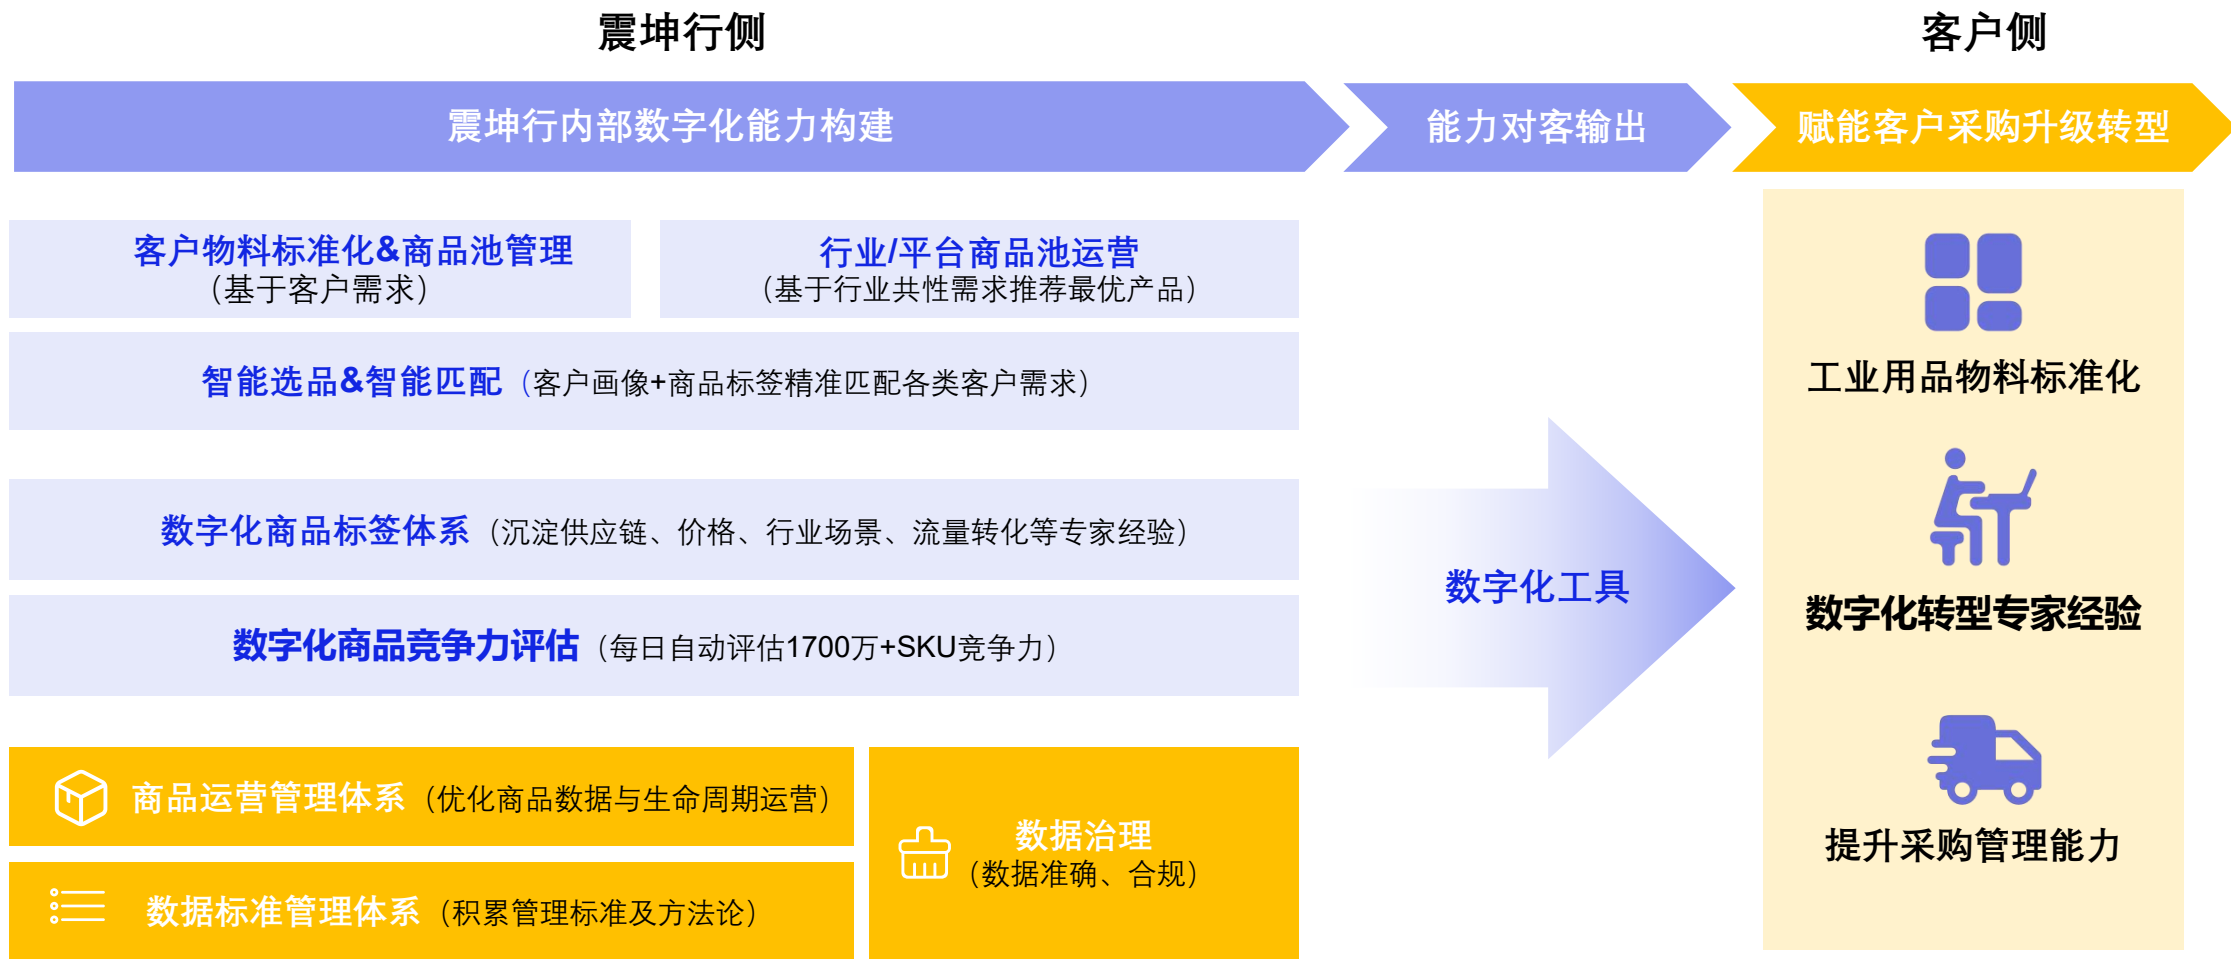 震坤行侧
客户侧
震坤行内部数字化能力构建
能力对客输出
赋能客户采购升级转型
客户物料标准化&商品池管理
（基于客户需求）
行业/平台商品池运营
（基于行业共性需求推荐最优产品）
智能选品&智能匹配（客户画像+商品标签精准匹配各类客户需求）
数字化商品标签体系（沉淀供应链、价格、行业场景、流量转化等专家经验）
数字化商品竞争力评估（每日自动评估1700万+SKU竞争力）
商品运营管理体系（优化商品数据与生命周期运营）
数据标准管理体系（积累管理标准及方法论）
数据治理
（数据准确、合规）
数字化工具
工业用品物料标准化
数字化转型专家经验
提升采购管理能力